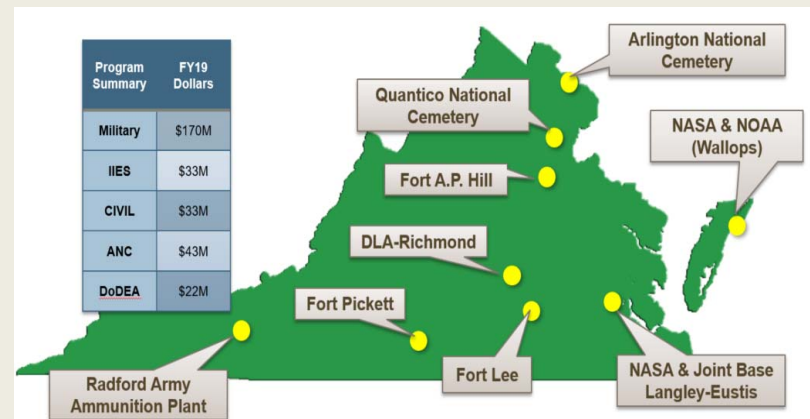 Program Summary FY19 Dollars
Military $170M
IIES $33M
CIVIL $33M
ANC $43M
DoDEA $22M
Arlington National
Cemetery
Quantico National
Cemetery
NASA & NOAA
(Wallops)
Fort A.P. Hill
DLA-Richmond
Fort Pickett
Fort Lee
NASA & Joint Base
Langley-Eustis
Radford Army
Ammunition Plant